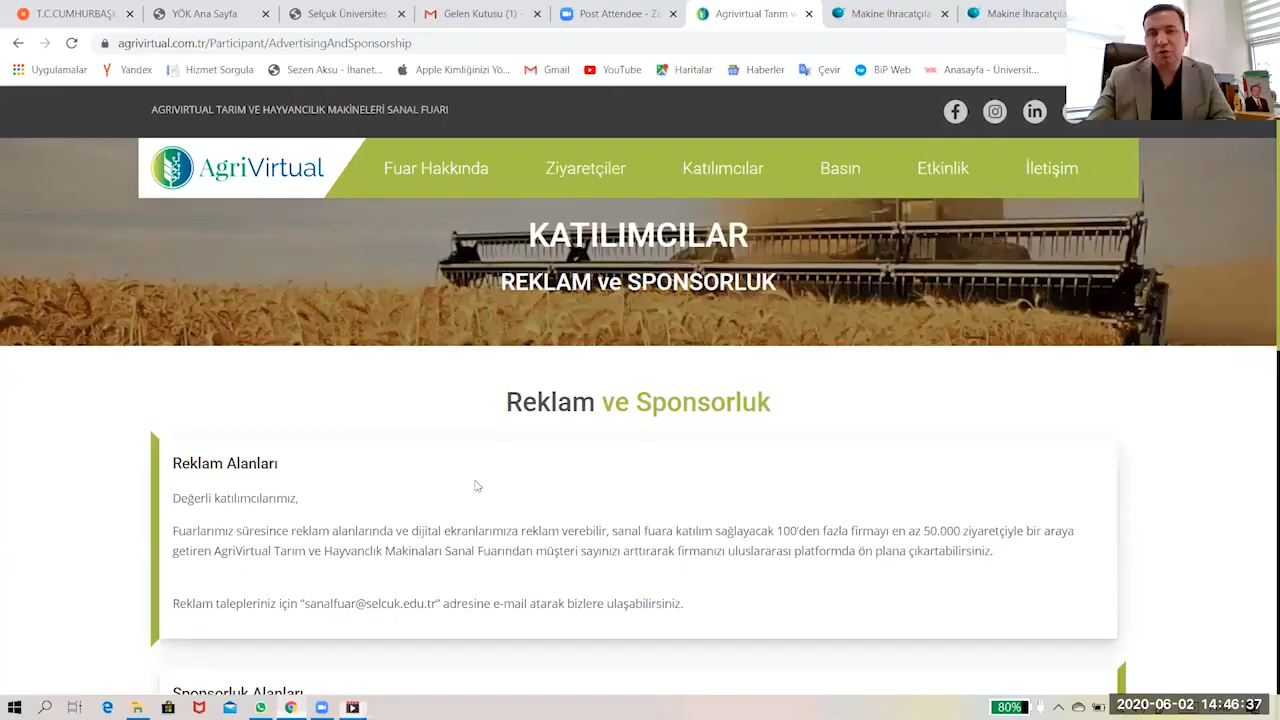 T.C.CUMHURBAŞK
YÖK Ana Sayfa
Selçuk Üniversitesi
Gelen Kutusu (1) -
Post Attendee - Zo
Agrivirtual Tarım v
Makine İhracatçıla
Makine İhracatçıla
agrivirtual.com.tr/Participant/AdvertisingAndSponsorship
Uygulamalar
Yandex
Hizmet Sorgula
Sezen Aksu - İhanet...
Apple Kimliğinizi Yö...
Gmail
YouTube
Haritalar
Haberler
Çevir
BiP Web
Anasayfa - Üniversit...
AGRIVIRTUAL TARIM VE HAYVANCILIK MAKİNELERİ SANAL FUARI
AgriVirtual
Fuar Hakkında
Ziyaretçiler
Katılımcılar
Basın
Etkinlik
İletişim
KATILIMCILAR
REKLAM ve SPONSORLUK
Reklam ve Sponsorluk
Reklam Alanları
Değerli katılımcılarımız,
Fuarlarımız süresince reklam alanlarında ve dijital ekranlarımıza reklam verebilir, sanal fuara katılım sağlayacak 100'den fazla firmayı en az 50.000 ziyaretçiyle bir araya
getiren AgriVirtual Tarım ve Hayvancılık Makinaları Sanal Fuarından müşteri sayınızı arttırarak firmanızı uluslararası platformda ön plana çıkartabilirsiniz.
Reklam talepleriniz için "sanalfuar@selcuk.edu.tr" adresine e-mail atarak bizlere ulaşabilirsiniz.
Sponsorluk Alanları
80%
2020-06-02 14:46:37